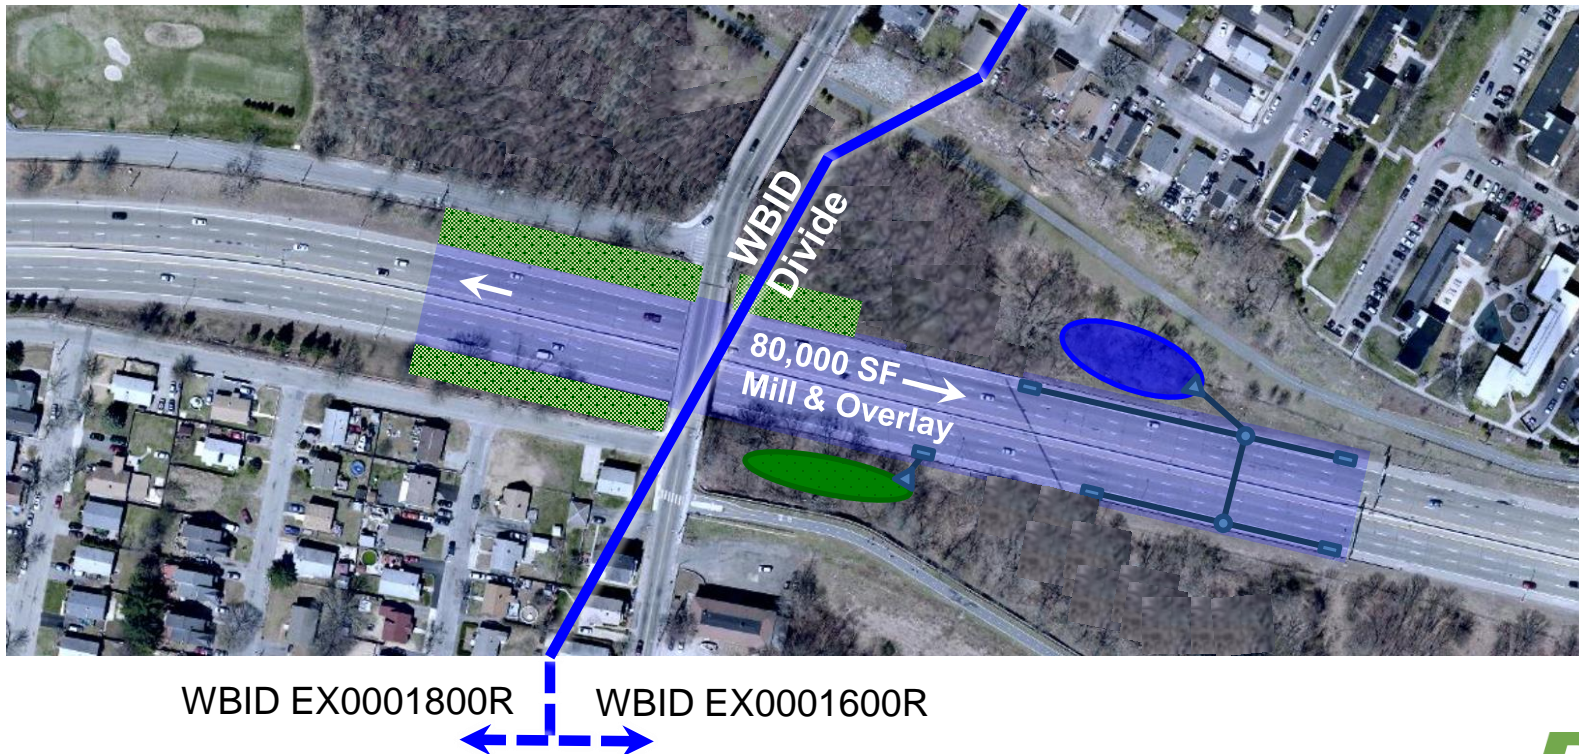 WBID
Divide
80,000 SF
Mill & Overlay
WBID EX0001800R
WBID EX0001600R